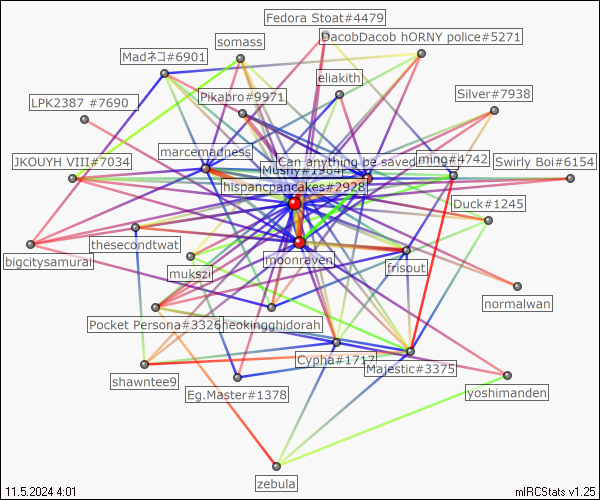 Fedora Stoat#4479
DacobDacob hORNY police#5271
somass
Madネコ#6901
eliakith
Silver#7938
Pikabro#9971
LPK2387 #7690
marcemadness
Can anything be saved
ming#4742
JKOUYH VIII#7034
Mushy#1984
Swirly Boi#6154
hispancpancakes#2928
Duck#1245
thesecondtwat
moonraven
bigcitysamurai
mukszi
frisout
normalwan
Pocket Persona#3326
heokingghidorah
Cypha#1717
Majestic#3375
shawntee9
Eg.Master#1378
yoshimanden
zebula
11.5.2024 4:01
mIRCStats v1.25